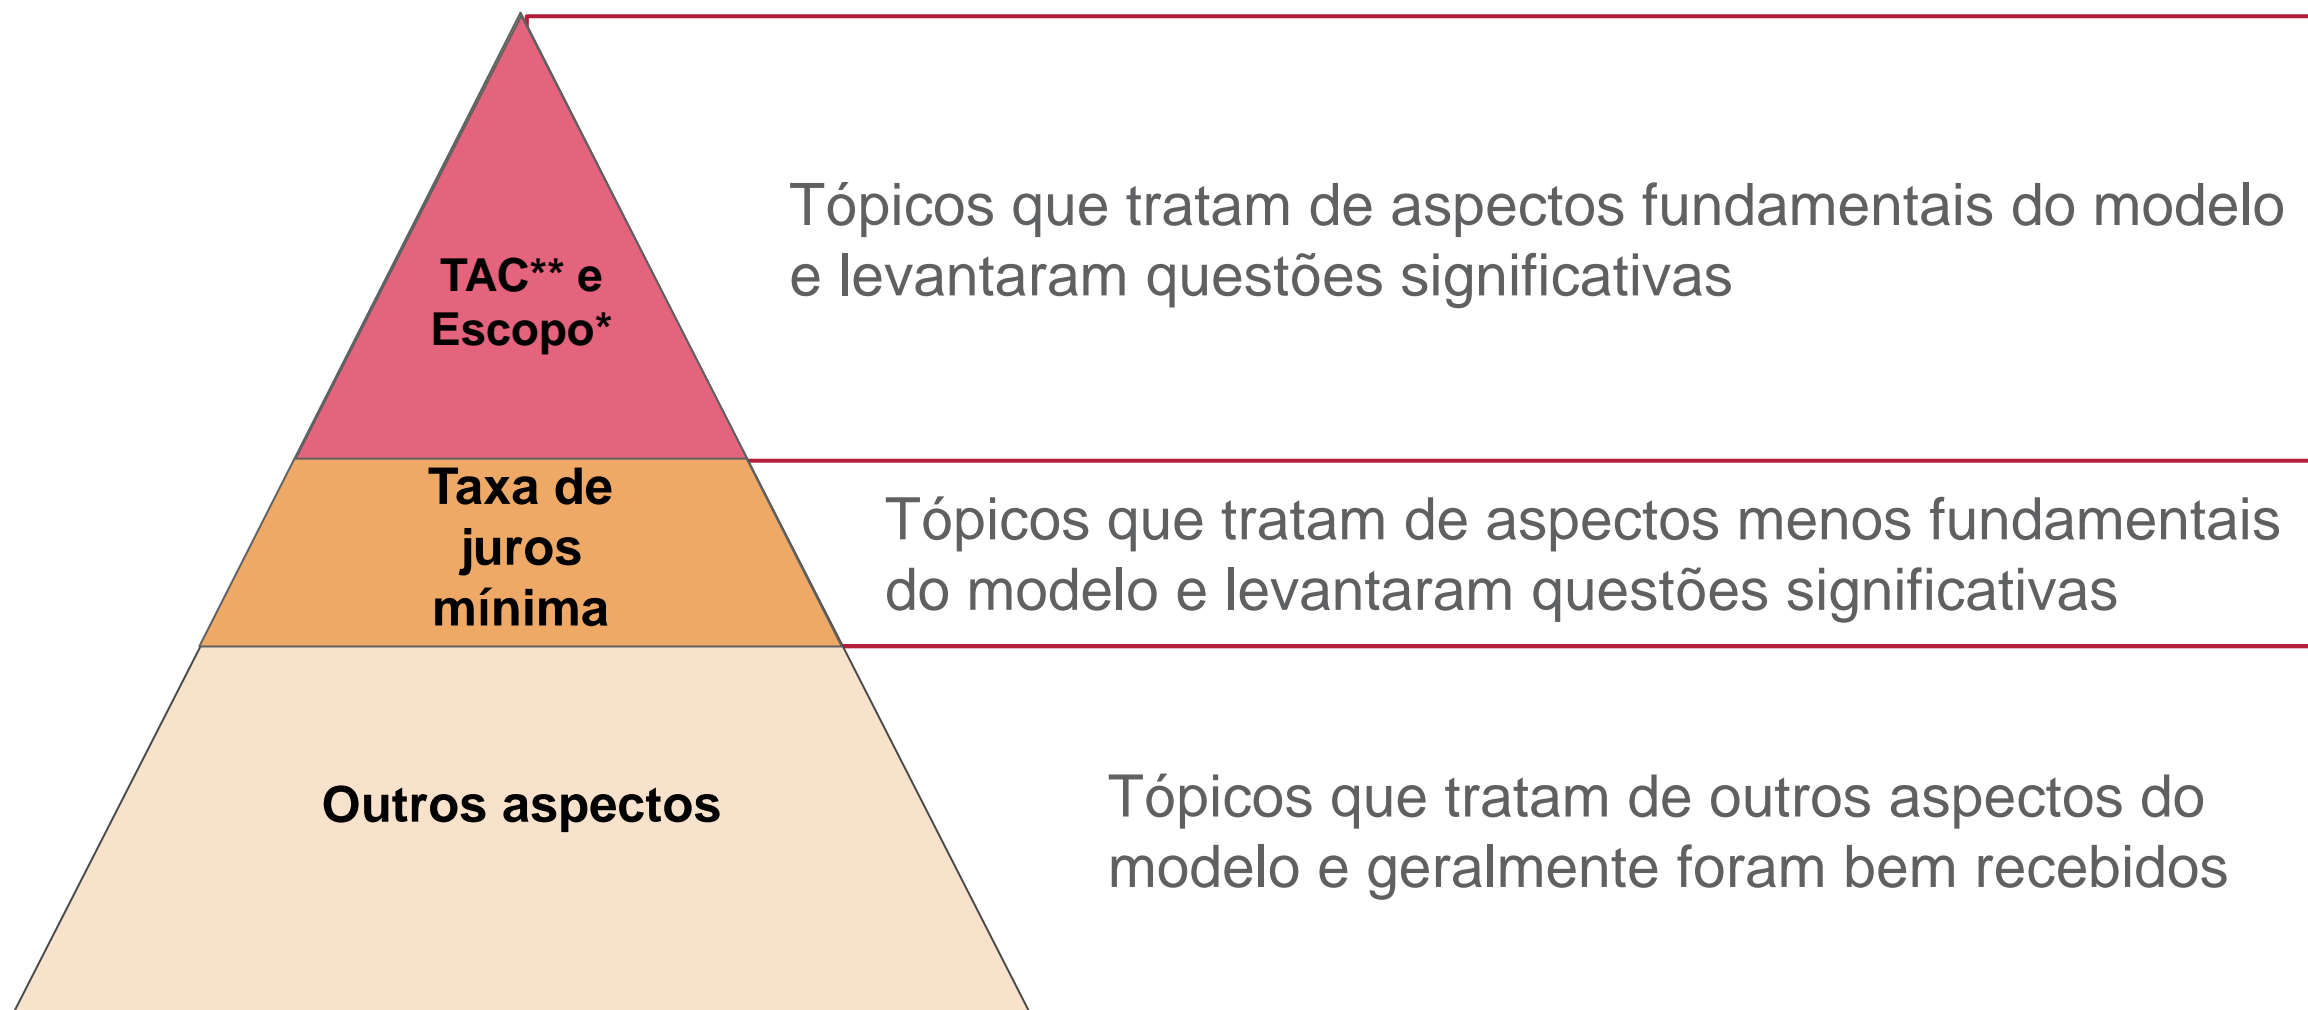 TAC** e
Escopo*
Tópicos que tratam de aspectos fundamentais do modelo
e levantaram questões significativas
Taxa de
juros
mínima
Tópicos que tratam de aspectos menos fundamentais
do modelo e levantaram questões significativas
Outros aspectos
Tópicos que tratam de outros aspectos do
modelo e geralmente foram bem recebidos